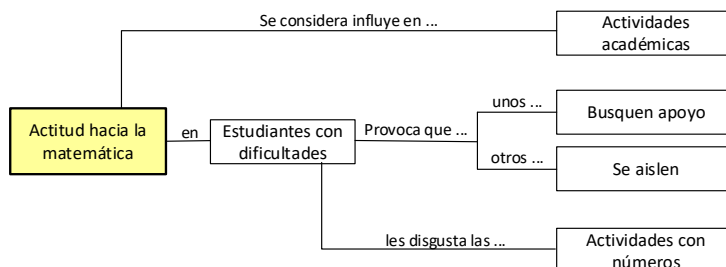 Se considera influye en ...
Actividades
académicas
Actitud hacia la
matemática
en
Estudiantes con
dificultades
Provoca que ...
unos ...
Busquen apoyo
otros ...
Se aislen
les disgusta las ...
Actividades con
números